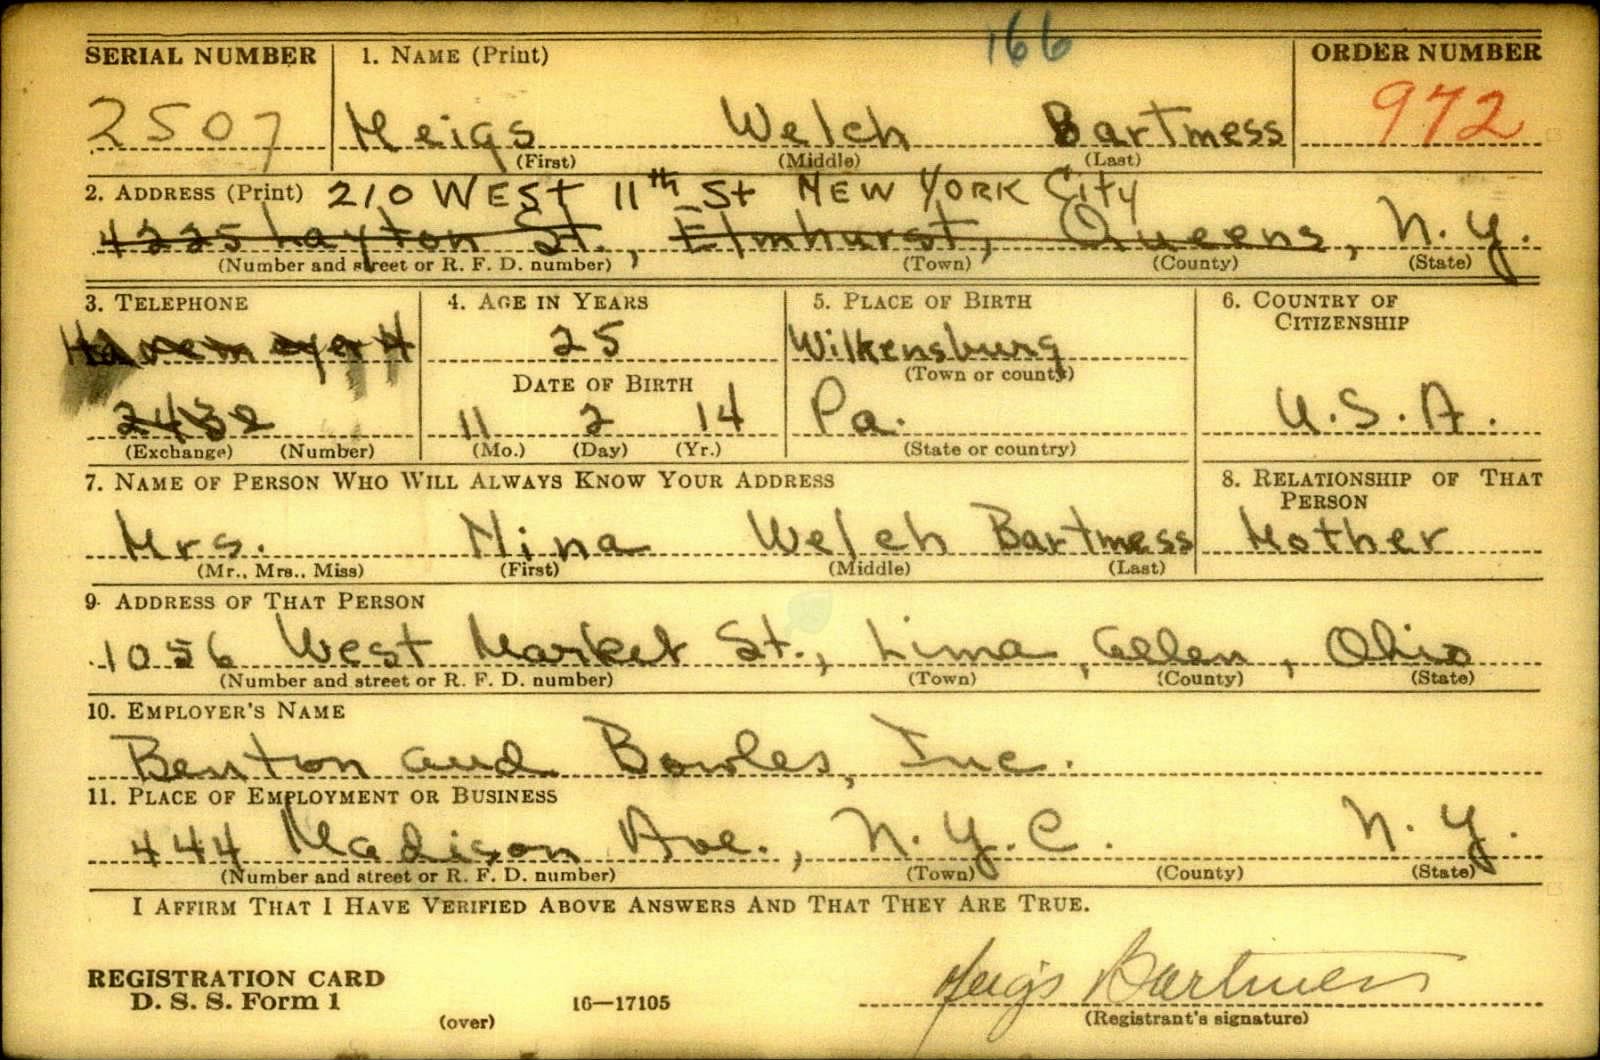 166
SERIAL NUMBER 1. NAME (Print) ORDER NUMBER
2507 Meigs Welch Bartmess 972
(First) (Middle) (Last)
2. ADDRESS (Print) 210 WEST 11th St NEW YORK City
4225 Layton St., Elmhurst, Queens, N.Y.
(Number and street or R. F. D. number) (Town) (County) (State)
3. TELEPHONE 4. AGE IN YEARS 5. PLACE OF BIRTH 6. COUNTRY OF
CITIZENSHIP
Havemeyer 4 25 Wilkensburg
(Town or county)
DATE OF BIRTH
2432 11 2 14 Pa. U.S.A.
(Exchange) (Number) (Mo.) (Day) (Yr.) (State or country)
7. NAME OF PERSON WHO WILL ALWAYS KNOW YOUR ADDRESS 8. RELATIONSHIP OF THAT
PERSON
Mrs. Nina Welch Bartmess Mother
(Mr., Mrs., Miss) (First) (Middle) (Last)
9. ADDRESS OF THAT PERSON
1056 West Market St., Lima, Allen, Ohio
(Number and street or R. F. D. number) (Town) (County) (State)
10. EMPLOYER'S NAME
Benton and Bowles, Inc.
11. PLACE OF EMPLOYMENT OR BUSINESS
444 Madison Ave., N.Y.C. N.Y.
(Number and street or R. F. D. number) (Town) (County) (State)
I AFFIRM THAT I HAVE VERIFIED ABOVE ANSWERS AND THAT THEY ARE TRUE.
REGISTRATION CARD Meigs Bartmess
D. S. S. Form 1 16—17105
(over) (Registrant's signature)